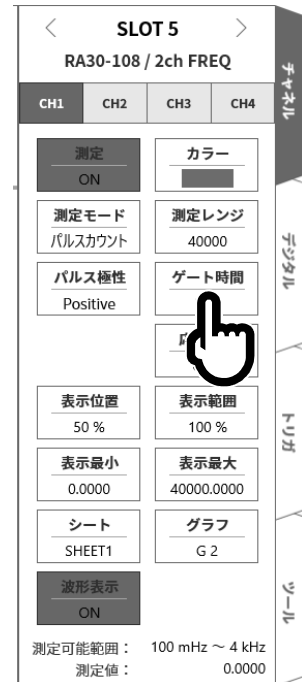 SLOT 5
RA30-108 / 2ch FREQ
CH1 CH2 CH3 CH4
測定 カラー
ON
測定モード 測定レンジ
パルスカウント 40000
パルス極性 ゲート時間
Positive
表示位置 表示範囲
50 % 100 %
表示最小 表示最大
0.0000 40000.0000
シート グラフ
SHEET1 G 2
波形表示
ON
測定可能範囲： 100 mHz ～ 4 kHz
測定値： 0.0000
チャネル
デジタル
トリガ
ツール